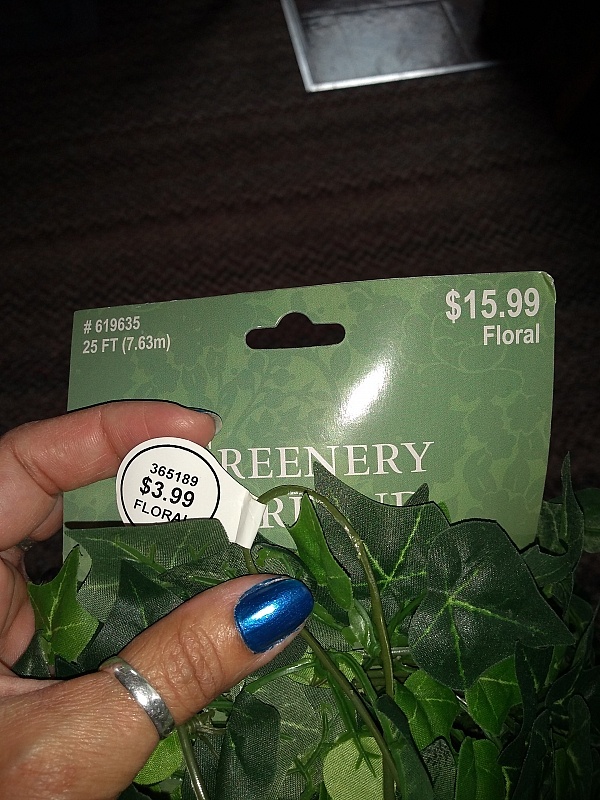 # 619635
25 FT (7.63m)
$15.99
Floral
REENERY
365189
$3.99
FLORAL